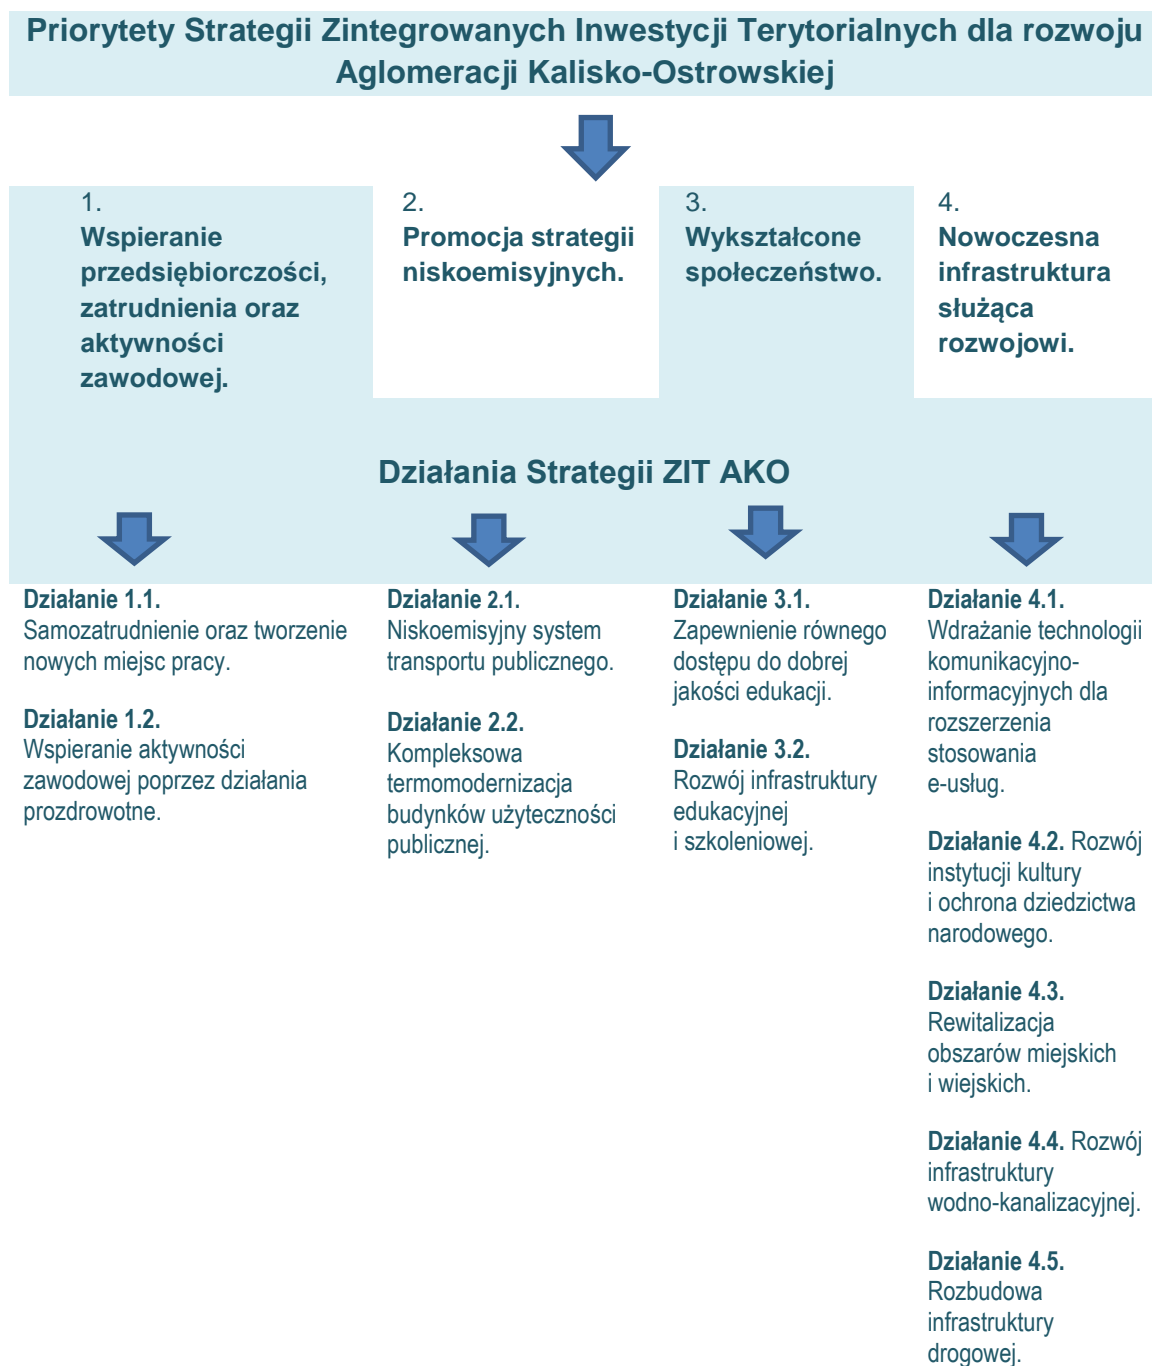 Priorytety Strategii Zintegrowanych Inwestycji Terytorialnych dla rozwoju
Aglomeracji Kalisko-Ostrowskiej
1.
Wspieranie
przedsiębiorczości,
zatrudnienia oraz
aktywności
zawodowej.
2.
Promocja strategii
niskoemisyjnych.
3.
Wykształcone
społeczeństwo.
4.
Nowoczesna
infrastruktura
służąca
rozwojowi.
Działania Strategii ZIT AKO
Działanie 1.1.
Samozatrudnienie oraz tworzenie
nowych miejsc pracy.
Działanie 1.2.
Wspieranie aktywności
zawodowej poprzez działania
prozdrowotne.
Działanie 2.1.
Niskoemisyjny system
transportu publicznego.
Działanie 2.2.
Kompleksowa
termomodernizacja
budynków użyteczności
publicznej.
Działanie 3.1.
Zapewnienie równego
dostępu do dobrej
jakości edukacji.
Działanie 3.2.
Rozwój infrastruktury
edukacyjnej
i szkoleniowej.
Działanie 4.1.
Wdrażanie technologii
komunikacyjno-
informacyjnych dla
rozszerzenia
stosowania
e-usług.
Działanie 4.2. Rozwój
instytucji kultury
i ochrona dziedzictwa
narodowego.
Działanie 4.3.
Rewitalizacja
obszarów miejskich
i wiejskich.
Działanie 4.4. Rozwój
infrastruktury
wodno-kanalizacyjnej.
Działanie 4.5.
Rozbudowa
infrastruktury
drogowej.